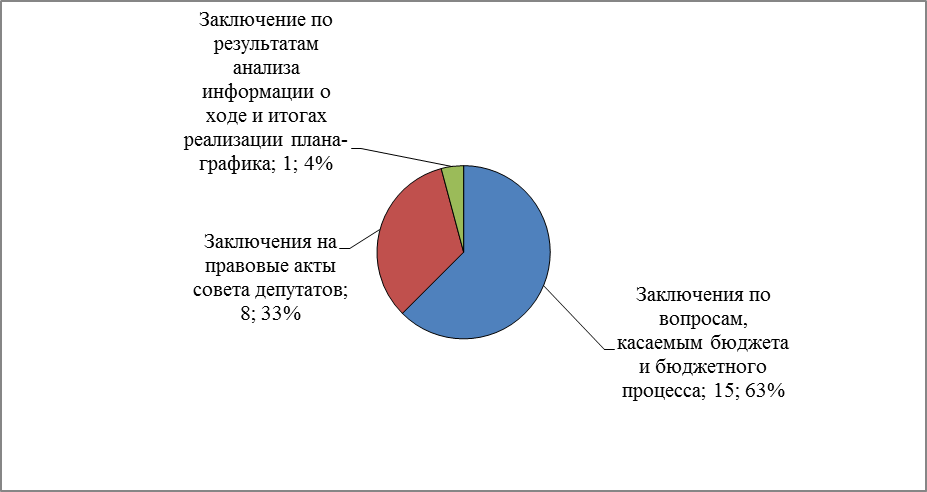 Заключение по
результатам
анализа
информации о
ходе и итогах
реализации плана-
графика; 1; 4%
Заключения на
правовые акты
совета депутатов;
8; 33%
Заключения по
вопросам,
касаемым бюджета
и бюджетного
процесса; 15; 63%